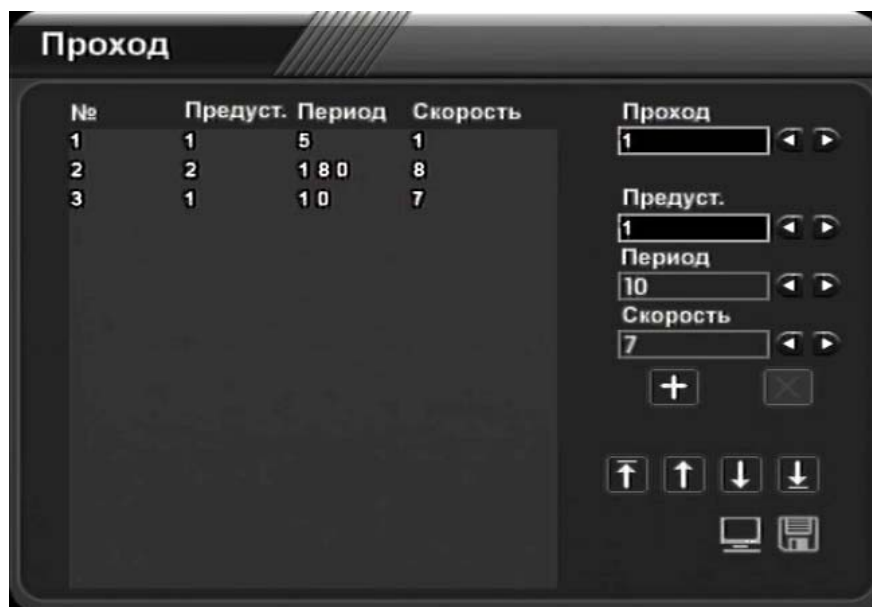 Проход
№ Предуст. Период Скорость
1 1 5 1
2 2 180 8
3 1 10 7
Проход
1
Предуст.
1
Период
10
Скорость
7